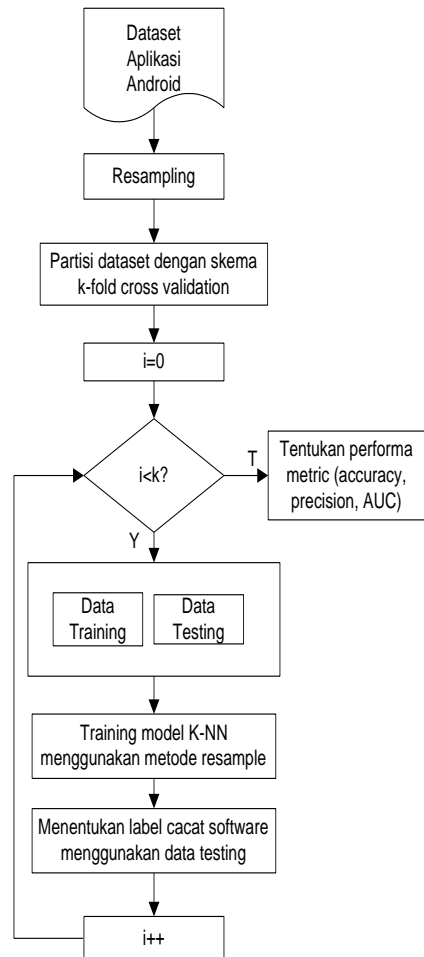 Dataset
Aplikasi
Android
Resampling
Partisi dataset dengan skema
k-fold cross validation
i=0
i<k?
T
Tentukan performa
metric (accuracy,
precision, AUC)
Y
Data
Training
Data
Testing
Training model K-NN
menggunakan metode resample
Menentukan label cacat software
menggunakan data testing
i++